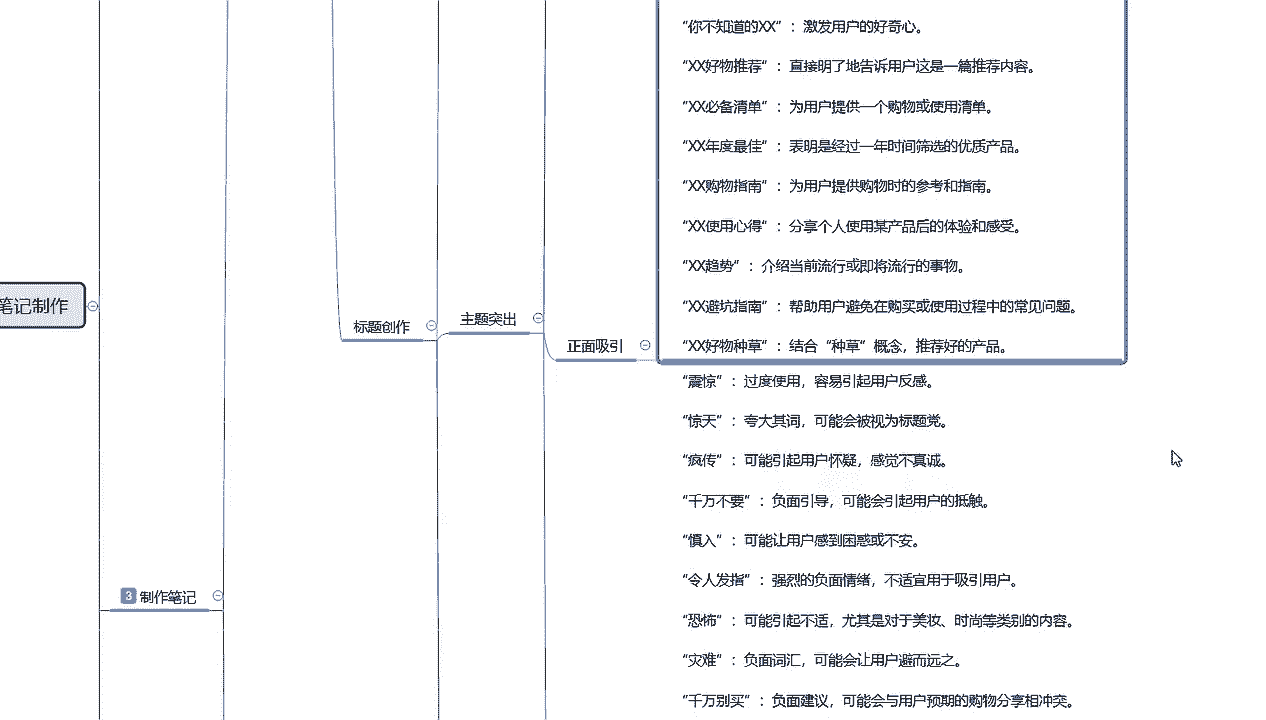 “你不知道的XX”：激发用户的好奇心。
“XX好物推荐”：直接明了地告诉用户这是一篇推荐内容。
“XX必备清单”：为用户提供一个购物或使用清单。
“XX年度最佳”：表明是经过一年时间筛选的优质产品。
“XX购物指南”：为用户提供购物时的参考和指南。
“XX使用心得”：分享个人使用某产品后的体验和感受。
“XX趋势”：介绍当前流行或即将流行的事物。
“XX避坑指南”：帮助用户避免在购买或使用过程中的常见问题。
“XX好物种草”：结合“种草”概念，推荐好的产品。
笔记制作
标题创作
主题突出
正面吸引
“震惊”：过度使用，容易引起用户反感。
“惊天”：夸大其词，可能会被视为标题党。
“疯传”：可能引起用户怀疑，感觉不真诚。
“千万不要”：负面引导，可能会引起用户的抵触。
“慎入”：可能让用户感到困惑或不安。
“令人发指”：强烈的负面情绪，不适宜用于吸引用户。
3 制作笔记
“恐怖”：可能引起不适，尤其是对于美妆、时尚等类别的内容。
“灾难”：负面词汇，可能会让用户避而远之。
“千万别买”：负面建议，可能会与用户预期的购物分享相冲突。